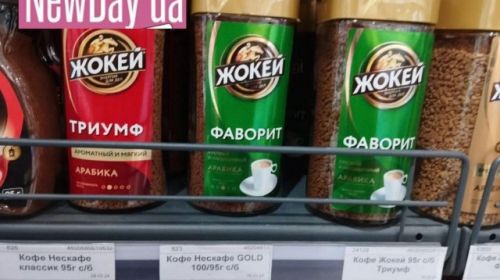 NewDay ua
ЖОКЕЙ
ТРИУМФ
АРОМАТНЫЙ И МЯГКИЙ
АРАБИКА
ЖОКЕЙ
ФАВОРИТ
АРАБИКА
ЖОКЕЙ
ФАВОРИТ
АРАБИКА
Кофе Нескафе
классик 95г с/б
Кофе Нескафе GOLD
100/95г с/б
Кофе Жокей 95г с/б
Триумф